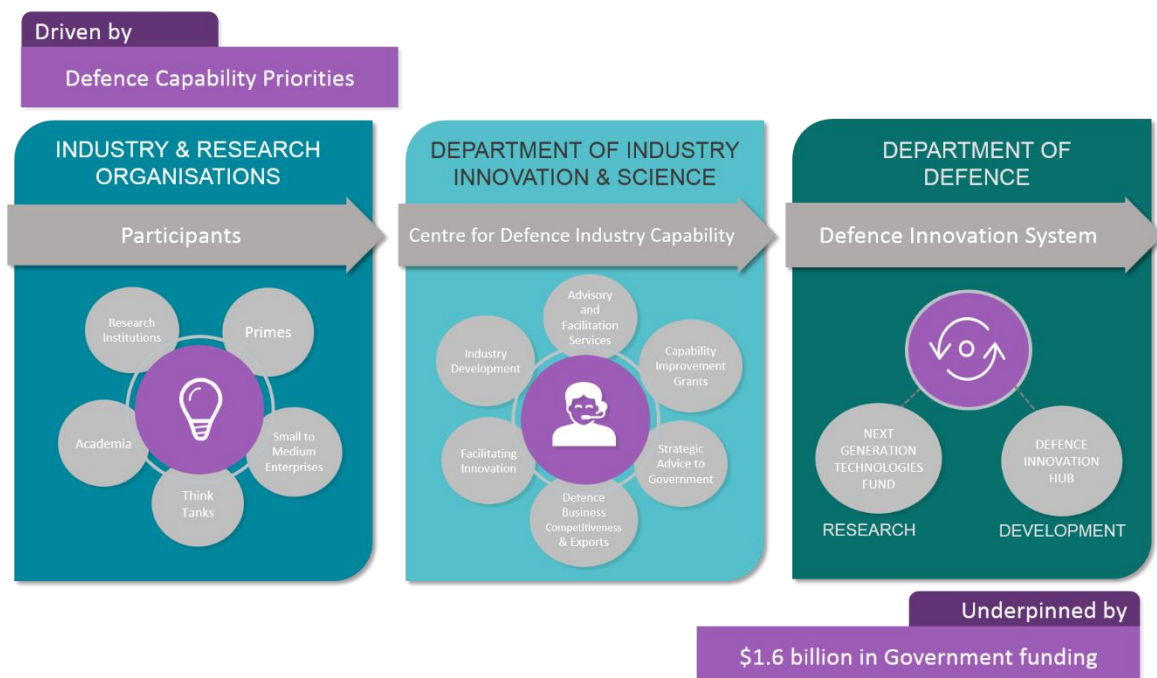 Driven by
Defence Capability Priorities
INDUSTRY & RESEARCH
ORGANISATIONS
Participants
Research
Institutions
Primes
Academia
Small to
Medium
Enterprises
Think
Tanks
DEPARTMENT OF INDUSTRY
INNOVATION & SCIENCE
Centre for Defence Industry Capability
Advisory
and
Facilitation
Services
Industry
Development
Capability
Improvement
Grants
Facilitating
Innovation
Strategic
Advice to
Government
Defence
Business
Competitiveness
& Exports
DEPARTMENT OF
DEFENCE
Defence Innovation System
NEXT
GENERATION
TECHNOLOGIES
FUND
DEFENCE
INNOVATION
HUB
RESEARCH
DEVELOPMENT
Underpinned by
$1.6 billion in Government funding